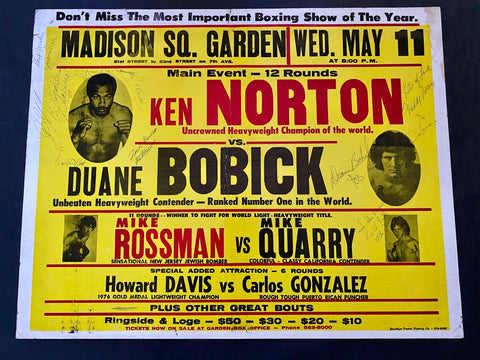 Don't Miss The Most Important Boxing Show of The Year.
MADISON SQ. GARDEN WED. MAY 11
31ST STREET to 33RD STREET on 7TH AVE. AT 8:00 P.M.
Main Event - 12 Rounds
KEN NORTON
Uncrowned Heavyweight Champion of the world.
VS.
DUANE BOBICK
Unbeaten Heavyweight Contender - Ranked Number One in the World.
11 ROUNDS - WINNER TO FIGHT FOR WORLD LIGHT-HEAVYWEIGHT TITLE.
MIKE ROSSMAN VS MIKE QUARRY
SENSATIONAL NEW JERSEY JEWISH BOMBER COLORFUL - CLASSY CALIFORNIA CONTENDER
SPECIAL ADDED ATTRACTION - 6 ROUNDS
Howard DAVIS vs Carlos GONZALEZ
1976 GOLD MEDAL LIGHTWEIGHT CHAMPION ROUGH TOUGH PUERTO RICAN PUNCHER
PLUS OTHER GREAT BOUTS
Ringside & Loge - $50 - $30 - $20 - $10
TICKETS NOW ON SALE at GARDEN BOX OFFICE - Phone 563-8000